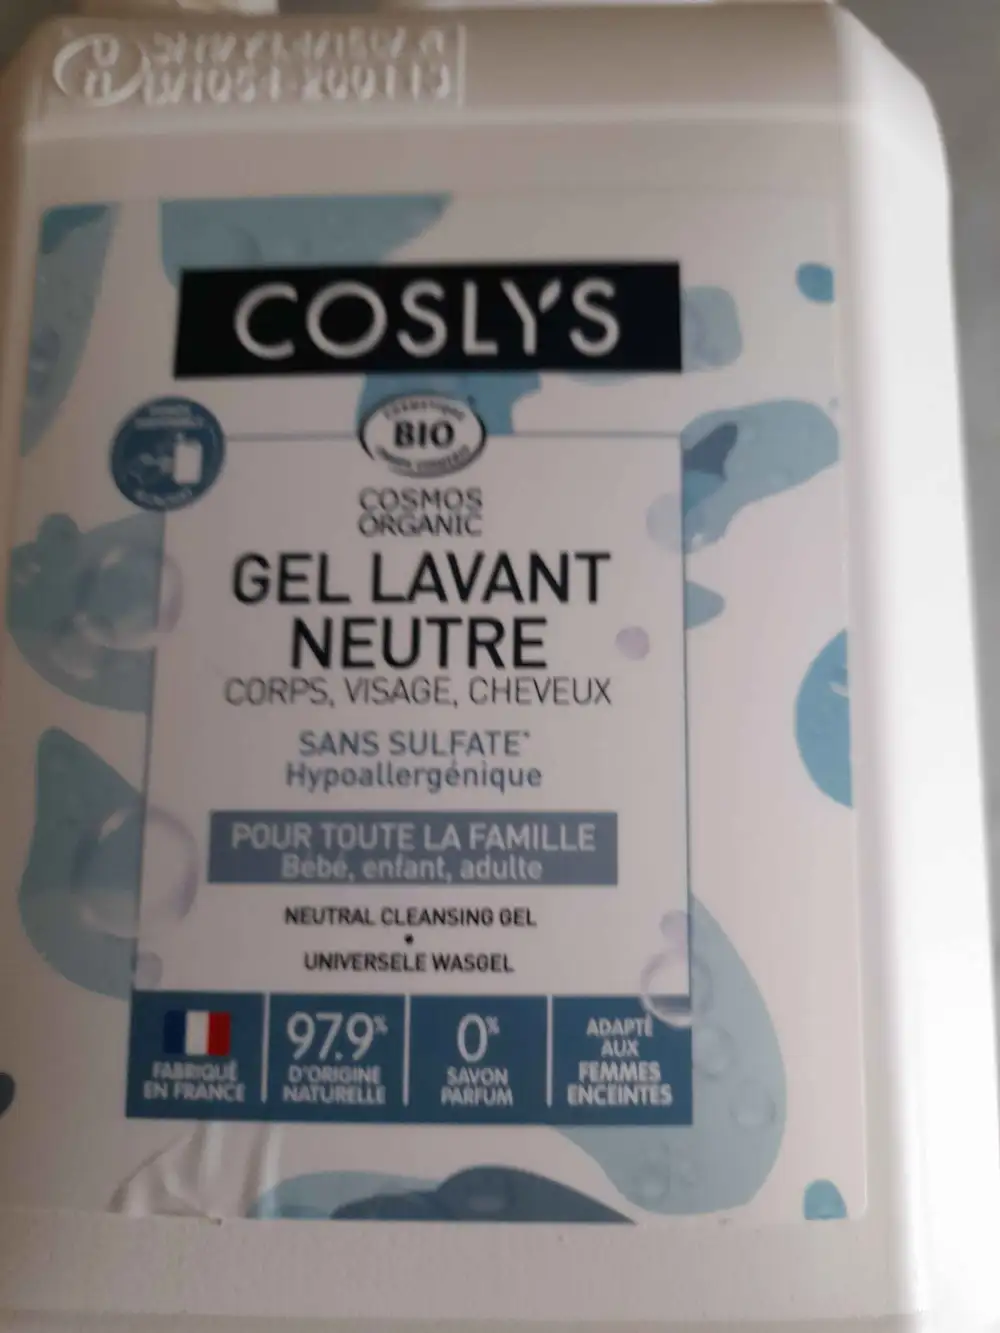 COSLY'S
BIO
COSMOS
ORGANIC
GEL LAVANT
NEUTRE
CORPS, VISAGE, CHEVEUX
SANS SULFATE*
Hypoallergénique
POUR TOUTE LA FAMILLE
Bébé, enfant, adulte
NEUTRAL CLEANSING GEL
•
UNIVERSELE WASGEL
FABRIQUÉ
EN FRANCE
97.9%
D'ORIGINE
NATURELLE
0%
SAVON
PARFUM
ADAPTÉ
AUX
FEMMES
ENCEINTES